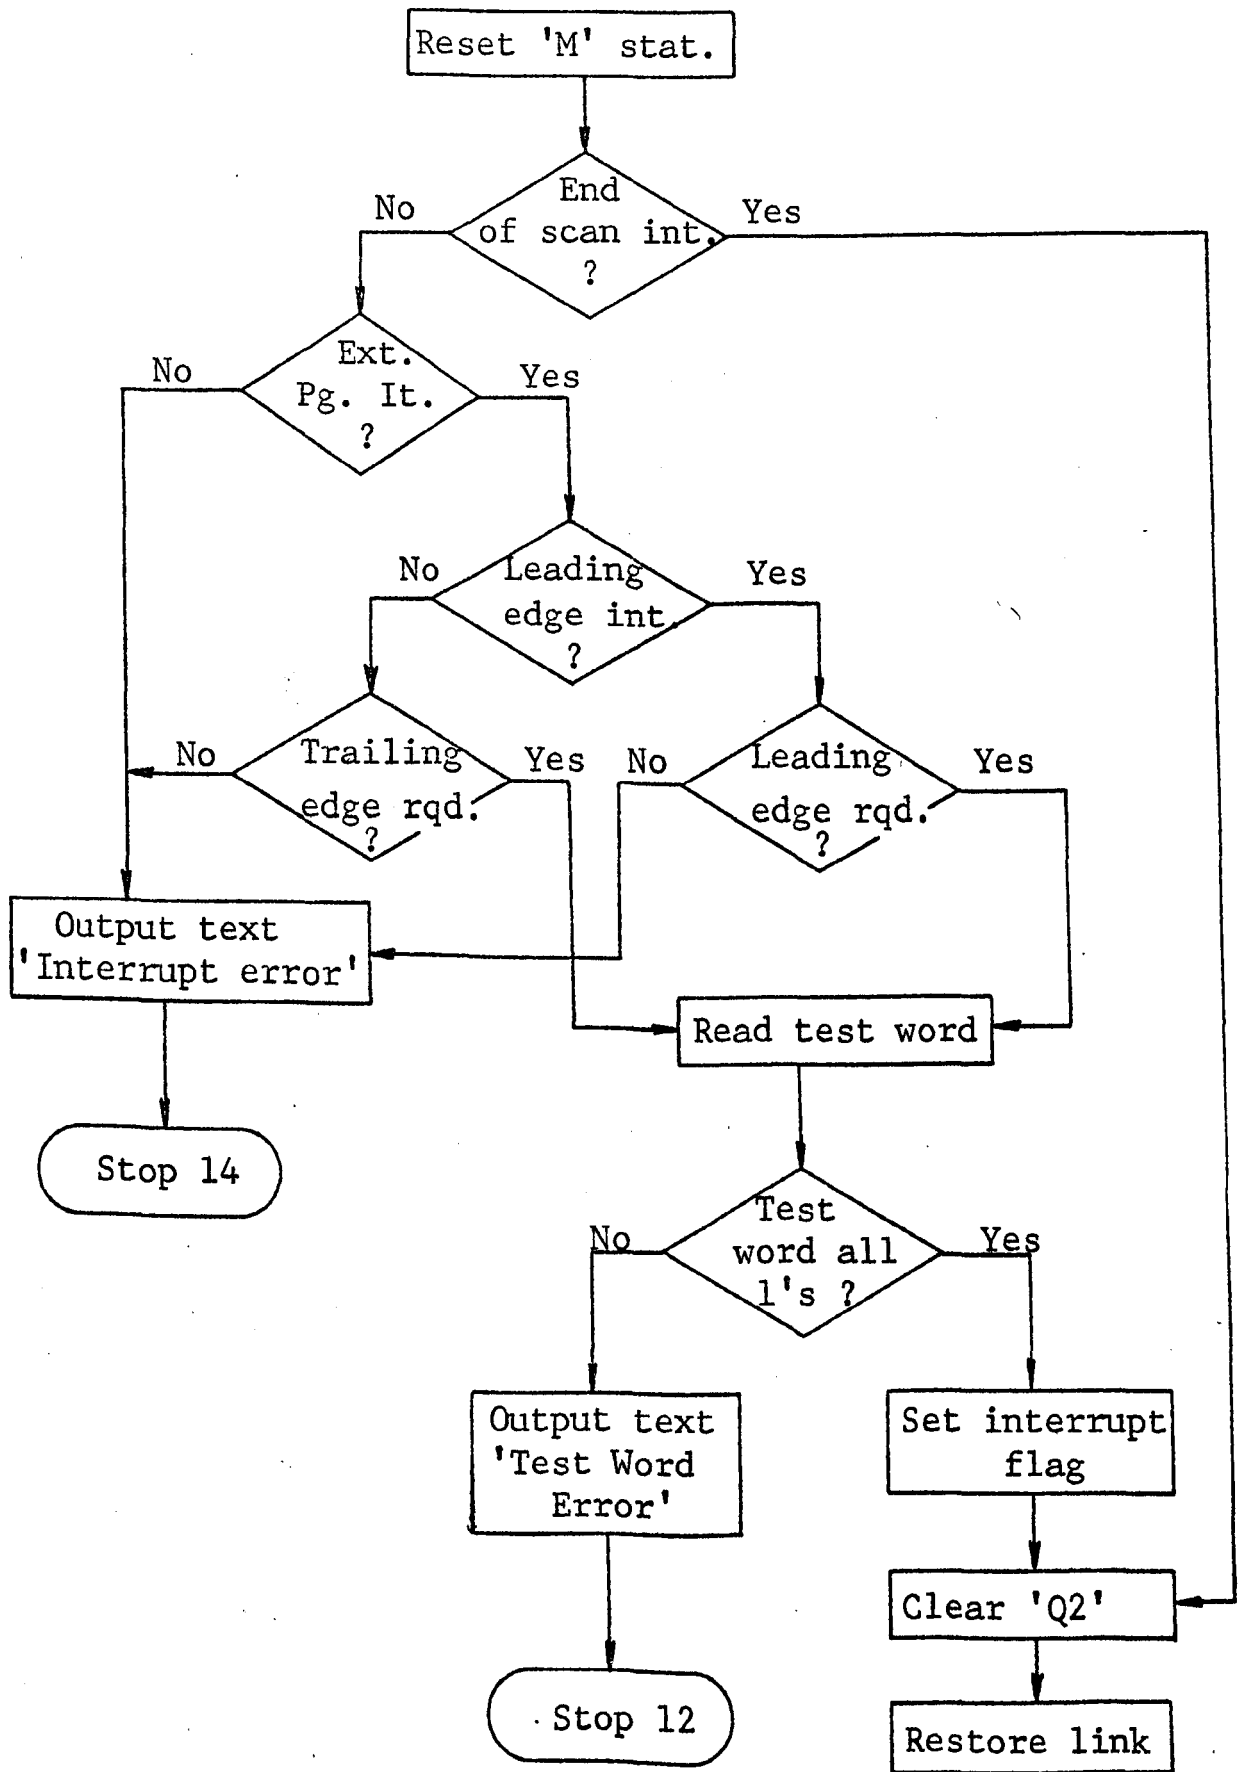 Reset 'M' stat.
End
of scan int.
?
No
Yes
Ext.
Pg. It.
?
No
Yes
Leading
edge int.
?
No
Yes
Trailing
edge rqd.
?
No
Yes
Leading
edge rqd.
?
No
Yes
Output text
'Interrupt error'
Read test word
Stop 14
Test
word all
1's ?
No
Yes
Output text
'Test Word
Error'
Set interrupt
flag
Clear 'Q2'
Stop 12
Restore link